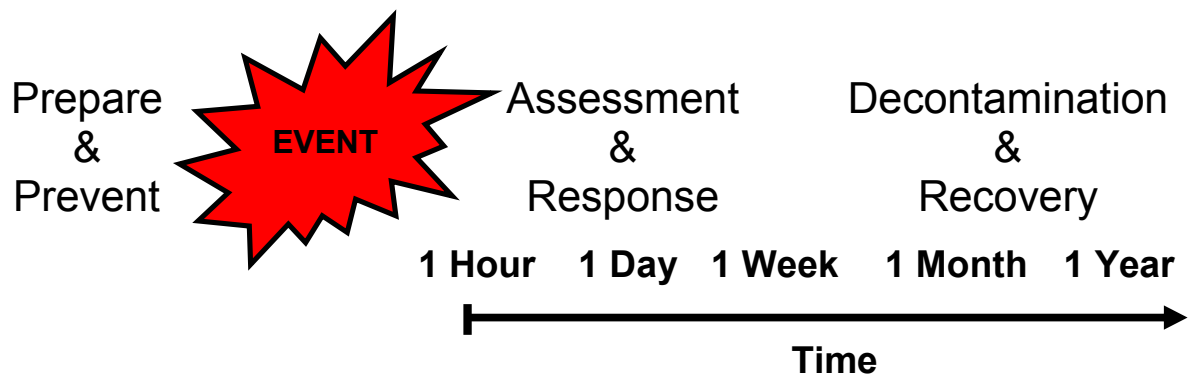 Prepare
&
Prevent
EVENT
Assessment
&
Response
Decontamination
&
Recovery
1 Hour 1 Day 1 Week 1 Month 1 Year
Time